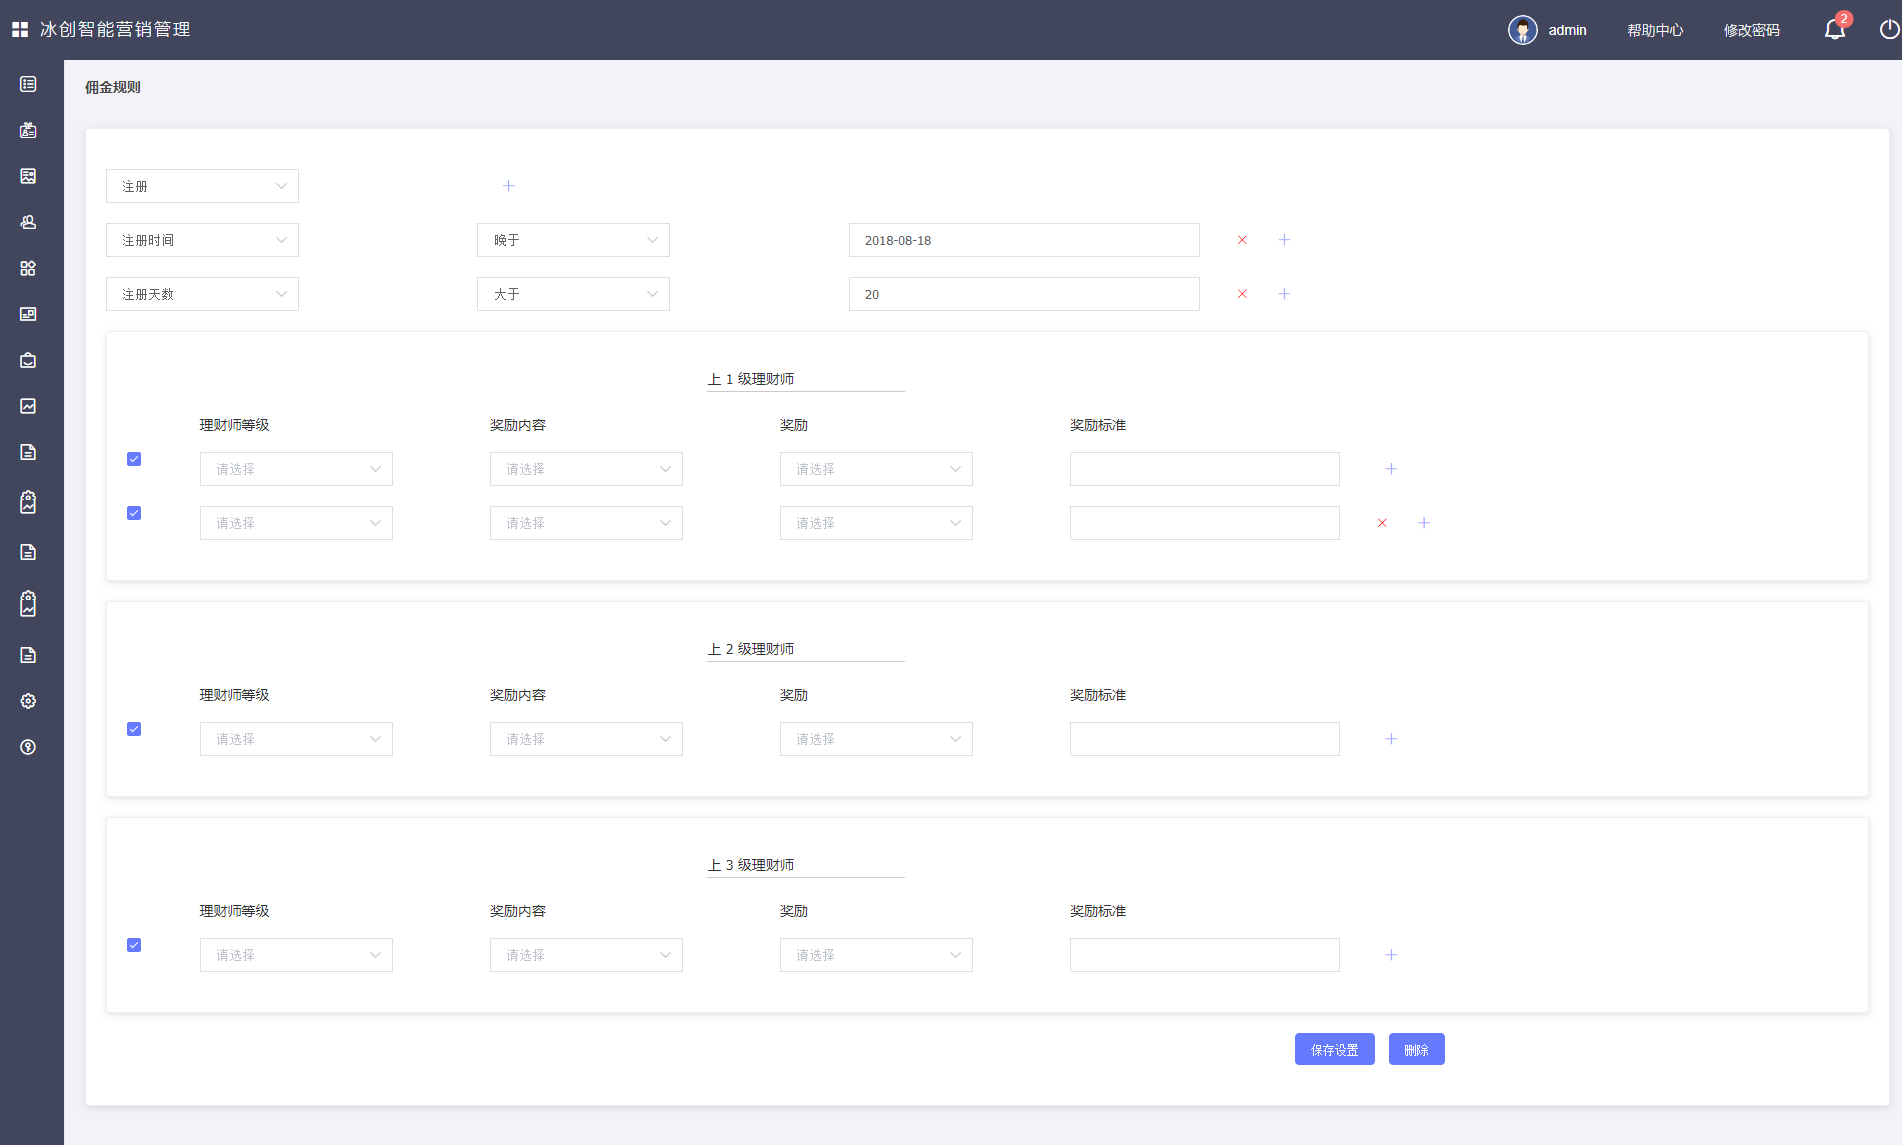 冰创智能营销管理
admin
帮助中心
修改密码
2
佣金规则
注册
注册时间 晚于 2018-08-18
注册天数 大于 20
上 1 级理财师
理财师等级 奖励内容 奖励 奖励标准
请选择 请选择 请选择
请选择 请选择 请选择
上 2 级理财师
理财师等级 奖励内容 奖励 奖励标准
请选择 请选择 请选择
上 3 级理财师
理财师等级 奖励内容 奖励 奖励标准
请选择 请选择 请选择
保存设置 删除